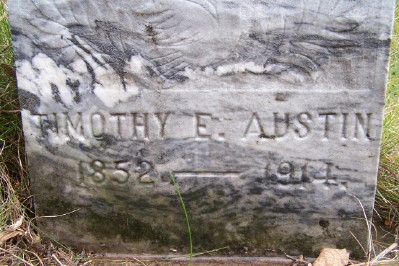 TIMOTHY E. AUSTIN
1852. — 1914.